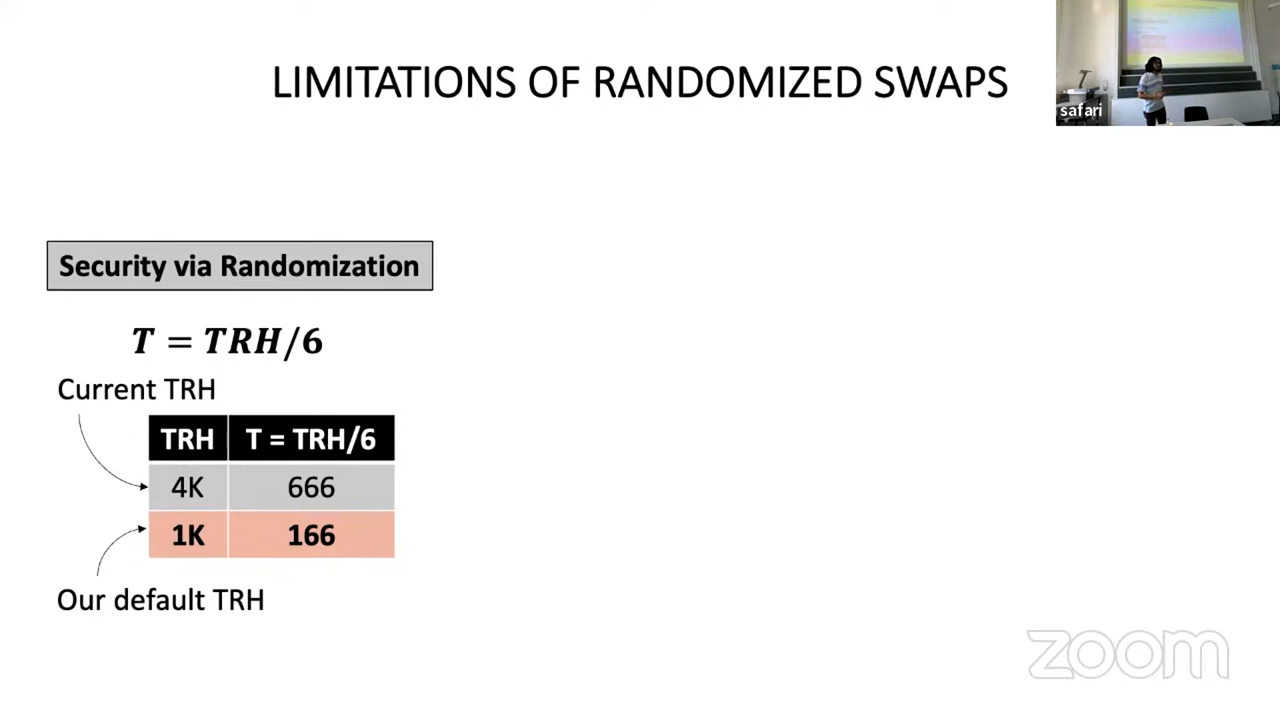 LIMITATIONS OF RANDOMIZED SWAPS
safari
Security via Randomization
T = TRH/6
Current TRH
TRH T = TRH/6
4K 666
1K 166
Our default TRH
zoom